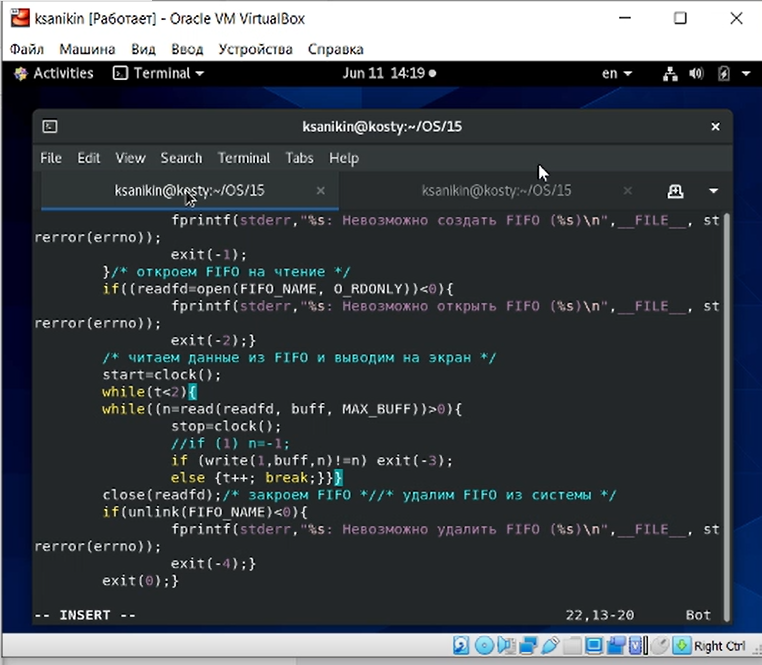 ksanikin [Работает] - Oracle VM VirtualBox
Файл Машина Вид Ввод Устройства Справка
Activities Terminal Jun 11 14:19 en
ksanikin@kosty:~/OS/15
File Edit View Search Terminal Tabs Help
ksanikin@kosty:~/OS/15 ksanikin@kosty:~/OS/15
fprintf(stderr,"%s: Невозможно создать FIFO (%s)\n",__FILE__, st
rerror(errno));
exit(-1);
}/* откроем FIFO на чтение */
if((readfd=open(FIFO_NAME, O_RDONLY))<0){
fprintf(stderr,"%s: Невозможно открыть FIFO (%s)\n",__FILE__, st
rerror(errno));
exit(-2);}
/* читаем данные из FIFO и выводим на экран */
start=clock();
while(t<2){
while((n=read(readfd, buff, MAX_BUFF))>0){
stop=clock();
//if (1) n=-1;
if (write(1,buff,n)!=n) exit(-3);
else {t++; break;}}}
close(readfd);/* закроем FIFO *//* удалим FIFO из системы */
if(unlink(FIFO_NAME)<0){
fprintf(stderr,"%s: Невозможно удалить FIFO (%s)\n",__FILE__, st
rerror(errno));
exit(-4);}
exit(0);}
-- INSERT -- 22,13-20 Bot
Right Ctrl